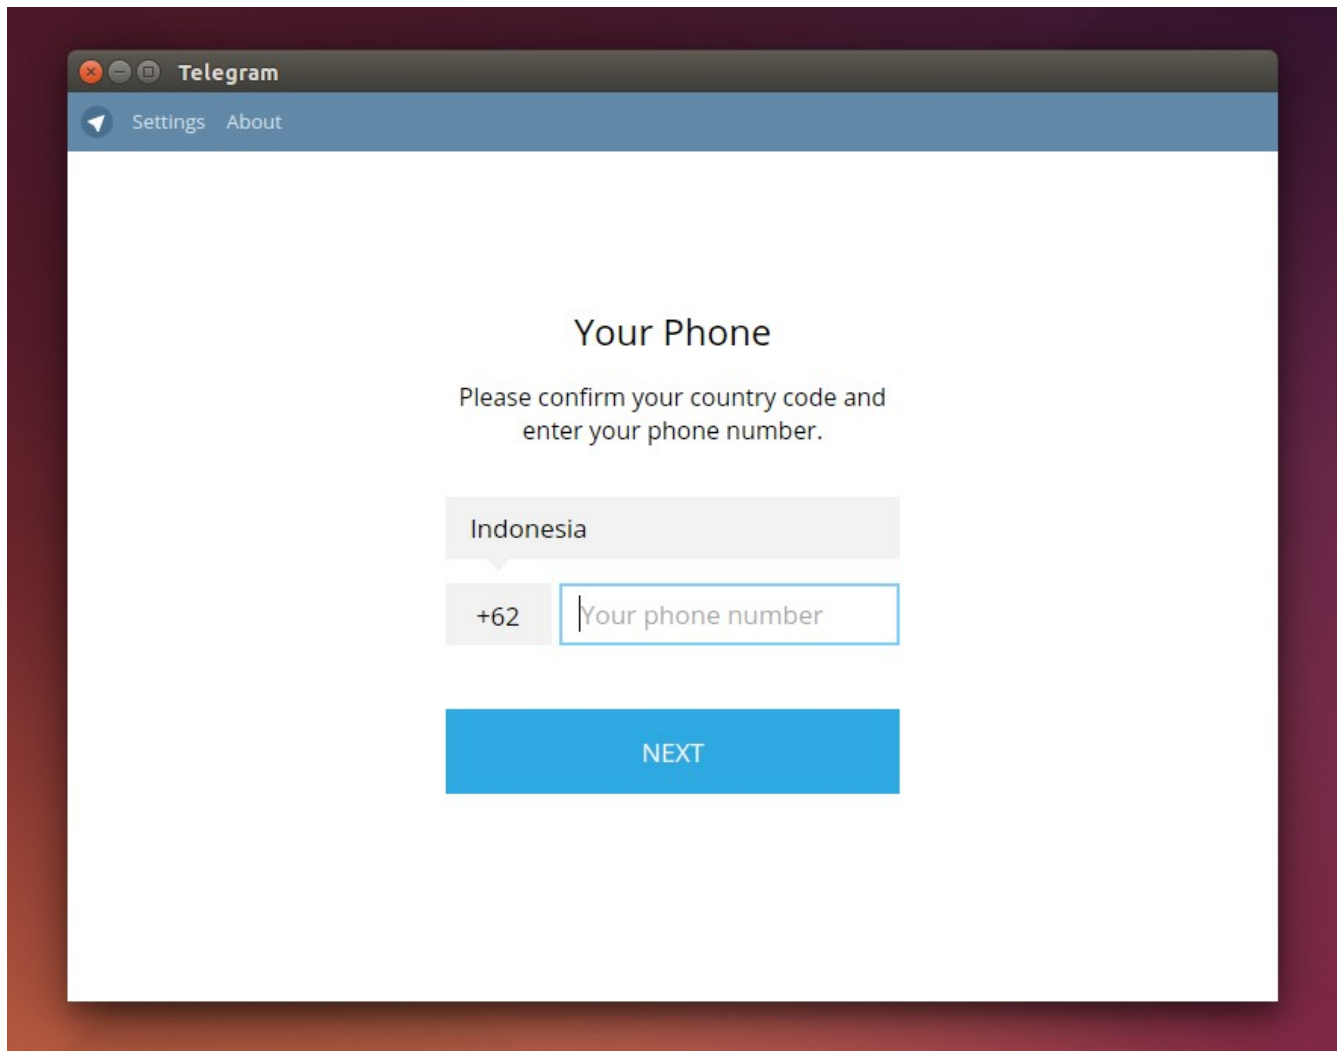 Telegram
Settings About
Your Phone
Please confirm your country code and
enter your phone number.
Indonesia
+62 Your phone number
NEXT